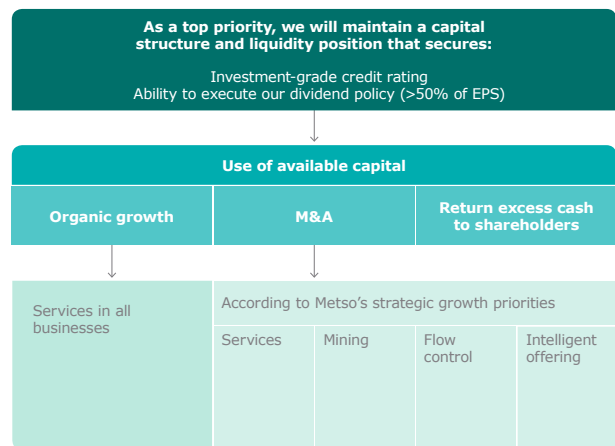 As a top priority, we will maintain a capital
structure and liquidity position that secures:
Investment-grade credit rating
Ability to execute our dividend policy (>50% of EPS)
Use of available capital
Organic growth
M&A
Return excess cash
to shareholders
Services in all
businesses
According to Metso’s strategic growth priorities
Services
Mining
Flow
control
Intelligent
offering